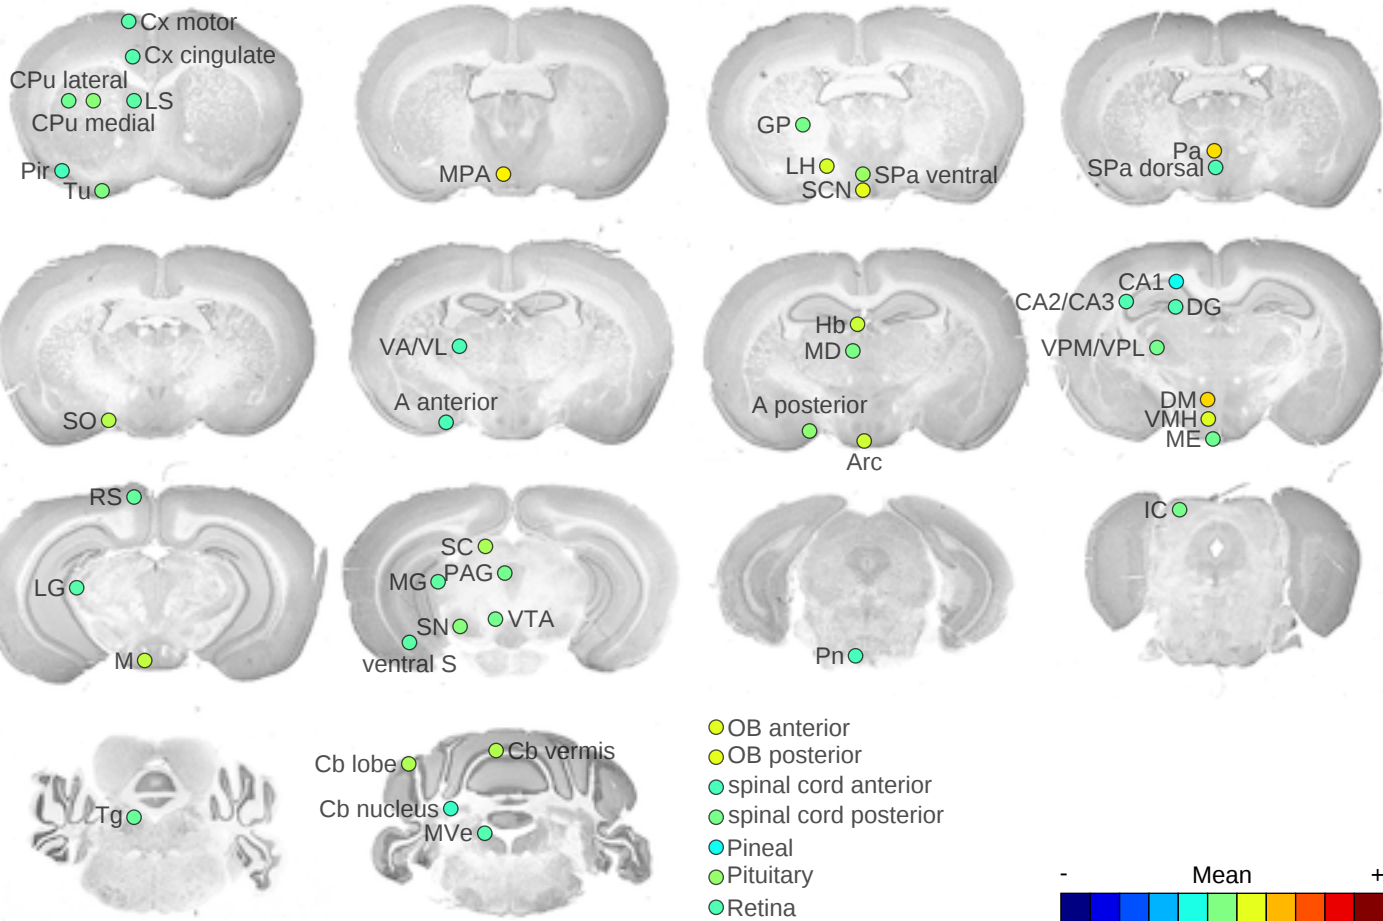 Cx motor
Cx cingulate
CPu lateral
LS
CPu medial
Pir
Tu
MPA
GP
LH
SPa ventral
SCN
Pa
SPa dorsal
SO
VA/VL
A anterior
Hb
MD
A posterior
Arc
CA1
CA2/CA3
DG
VPM/VPL
DM
VMH
ME
RS
LG
M
SC
PAG
MG
VTA
SN
ventral S
Pn
IC
Tg
Cb vermis
Cb lobe
Cb nucleus
MVe
OB anterior
OB posterior
spinal cord anterior
spinal cord posterior
Pineal
Pituitary
Retina
- Mean +